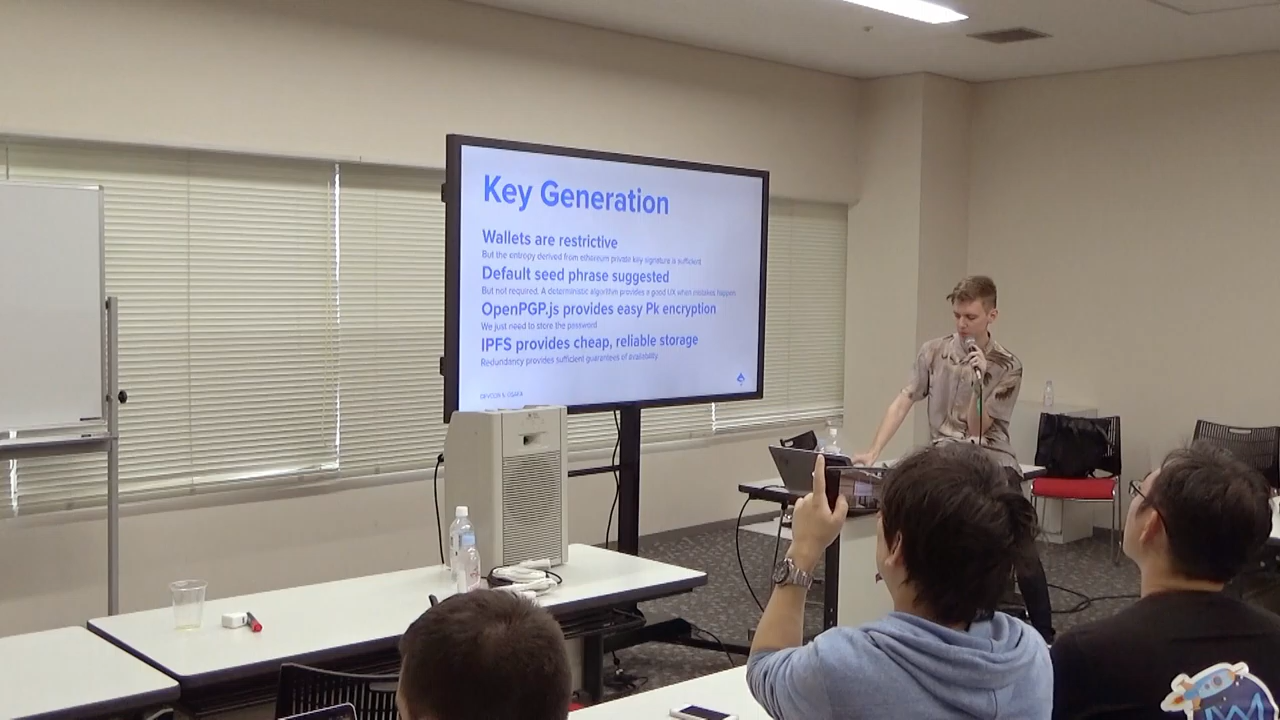 Key Generation
Wallets are restrictive
But the entropy derived from ethereum private key signature is sufficient
Default seed phrase suggested
But not required. A deterministic algorithm provides a good UX when mistakes happen
OpenPGP.js provides easy Pk encryption
We just need to store the password
IPFS provides cheap, reliable storage
Redundancy provides sufficient guarantees of availability
DEVCON 5: OSAKA